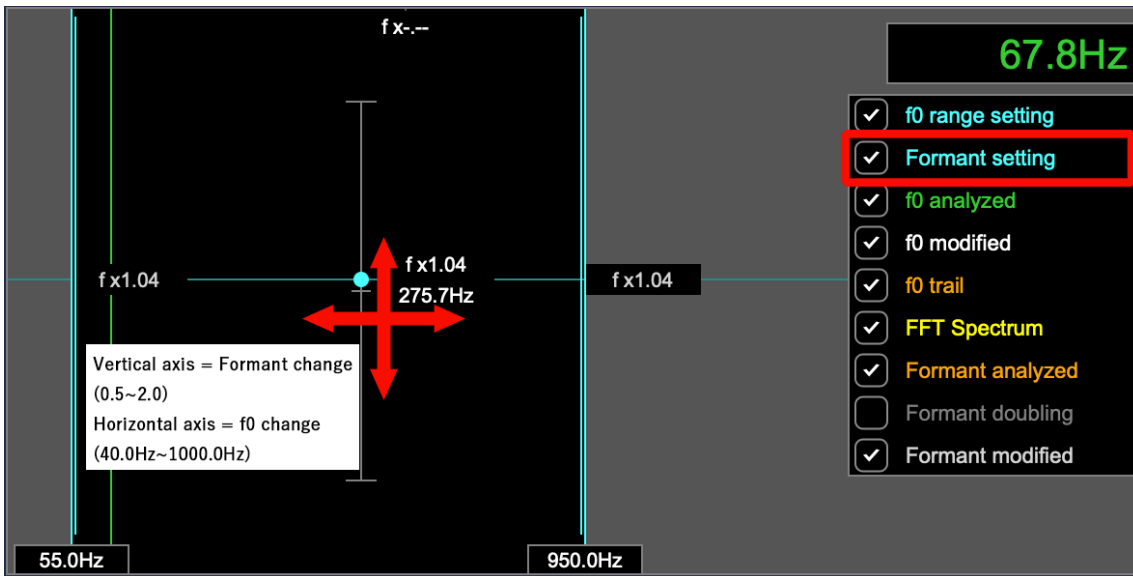 f x-.--
67.8Hz
f0 range setting
Formant setting
f0 analyzed
f0 modified
f0 trail
FFT Spectrum
Formant analyzed
Formant doubling
Formant modified
f x1.04
f x1.04
275.7Hz
f x1.04
Vertical axis = Formant change
(0.5~2.0)
Horizontal axis = f0 change
(40.0Hz~1000.0Hz)
55.0Hz
950.0Hz